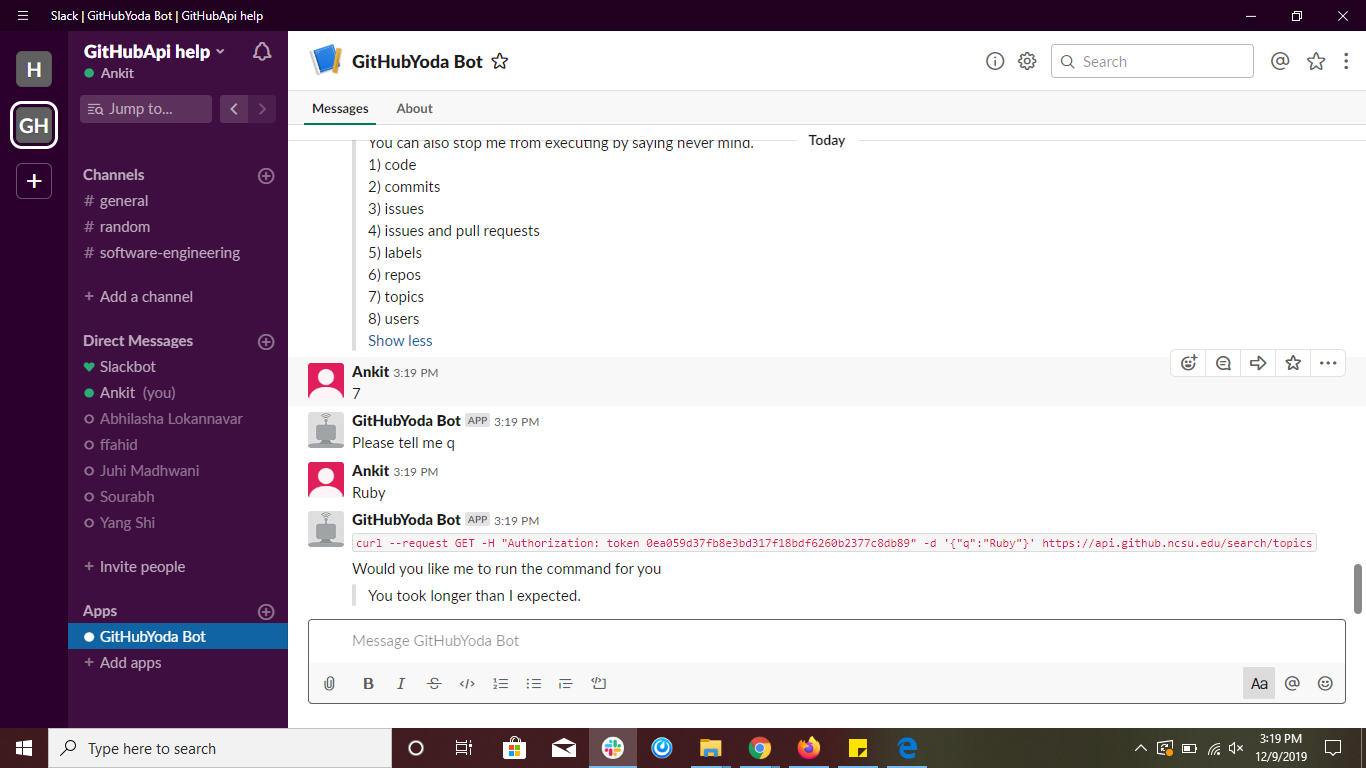 Slack | GitHubYoda Bot | GitHubApi help
H
GH
+
GitHubApi help
Ankit
Jump to...
Channels
# general
# random
# software-engineering
+ Add a channel
Direct Messages
Slackbot
Ankit (you)
Abhilasha Lokannavar
ffahid
Juhi Madhwani
Sourabh
Yang Shi
+ Invite people
Apps
GitHubYoda Bot
+ Add apps
GitHubYoda Bot
Search
Messages About
Today
You can also stop me from executing by saying never mind.
1) code
2) commits
3) issues
4) issues and pull requests
5) labels
6) repos
7) topics
8) users
Show less
Ankit 3:19 PM
7
GitHubYoda Bot APP 3:19 PM
Please tell me q
Ankit 3:19 PM
Ruby
GitHubYoda Bot APP 3:19 PM
curl --request GET -H "Authorization: token 0ea059d37fb8e3bd317f18bdf6260b2377c8db89" -d '{"q":"Ruby"}' https://api.github.ncsu.edu/search/topics
Would you like me to run the command for you
You took longer than I expected.
Message GitHubYoda Bot
B I S </> Aa @
Type here to search
3:19 PM
12/9/2019